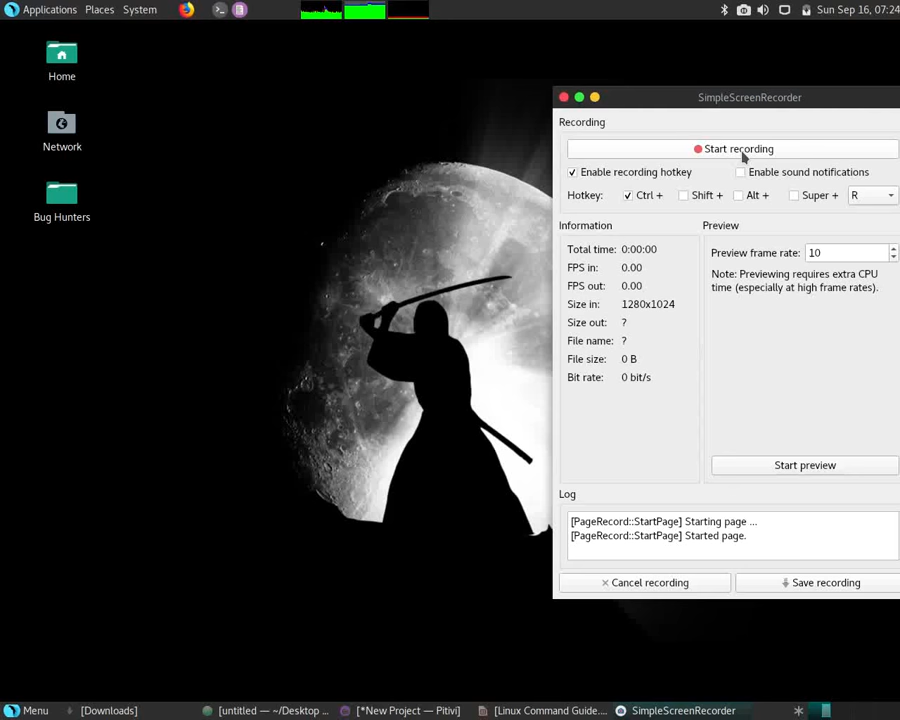 Applications Places System
Sun Sep 16, 07:24
Home
Network
Bug Hunters
SimpleScreenRecorder
Recording
Start recording
Enable recording hotkey
Enable sound notifications
Hotkey: Ctrl + Shift + Alt + Super + R
Information
Total time: 0:00:00
FPS in: 0.00
FPS out: 0.00
Size in: 1280x1024
Size out: ?
File name: ?
File size: 0 B
Bit rate: 0 bit/s
Preview
Preview frame rate: 10
Note: Previewing requires extra CPU
time (especially at high frame rates).
Start preview
Log
[PageRecord::StartPage] Starting page ...
[PageRecord::StartPage] Started page.
Cancel recording
Save recording
Menu [Downloads] [untitled — ~/Desktop ... [*New Project — Pitivi] [Linux Command Guide.... SimpleScreenRecorder